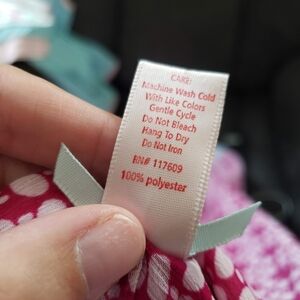 CARE:
Machine Wash Cold
With Like Colors
Gentle Cycle
Do Not Bleach
Hang To Dry
Do Not Iron
RN# 117609
100% polyester